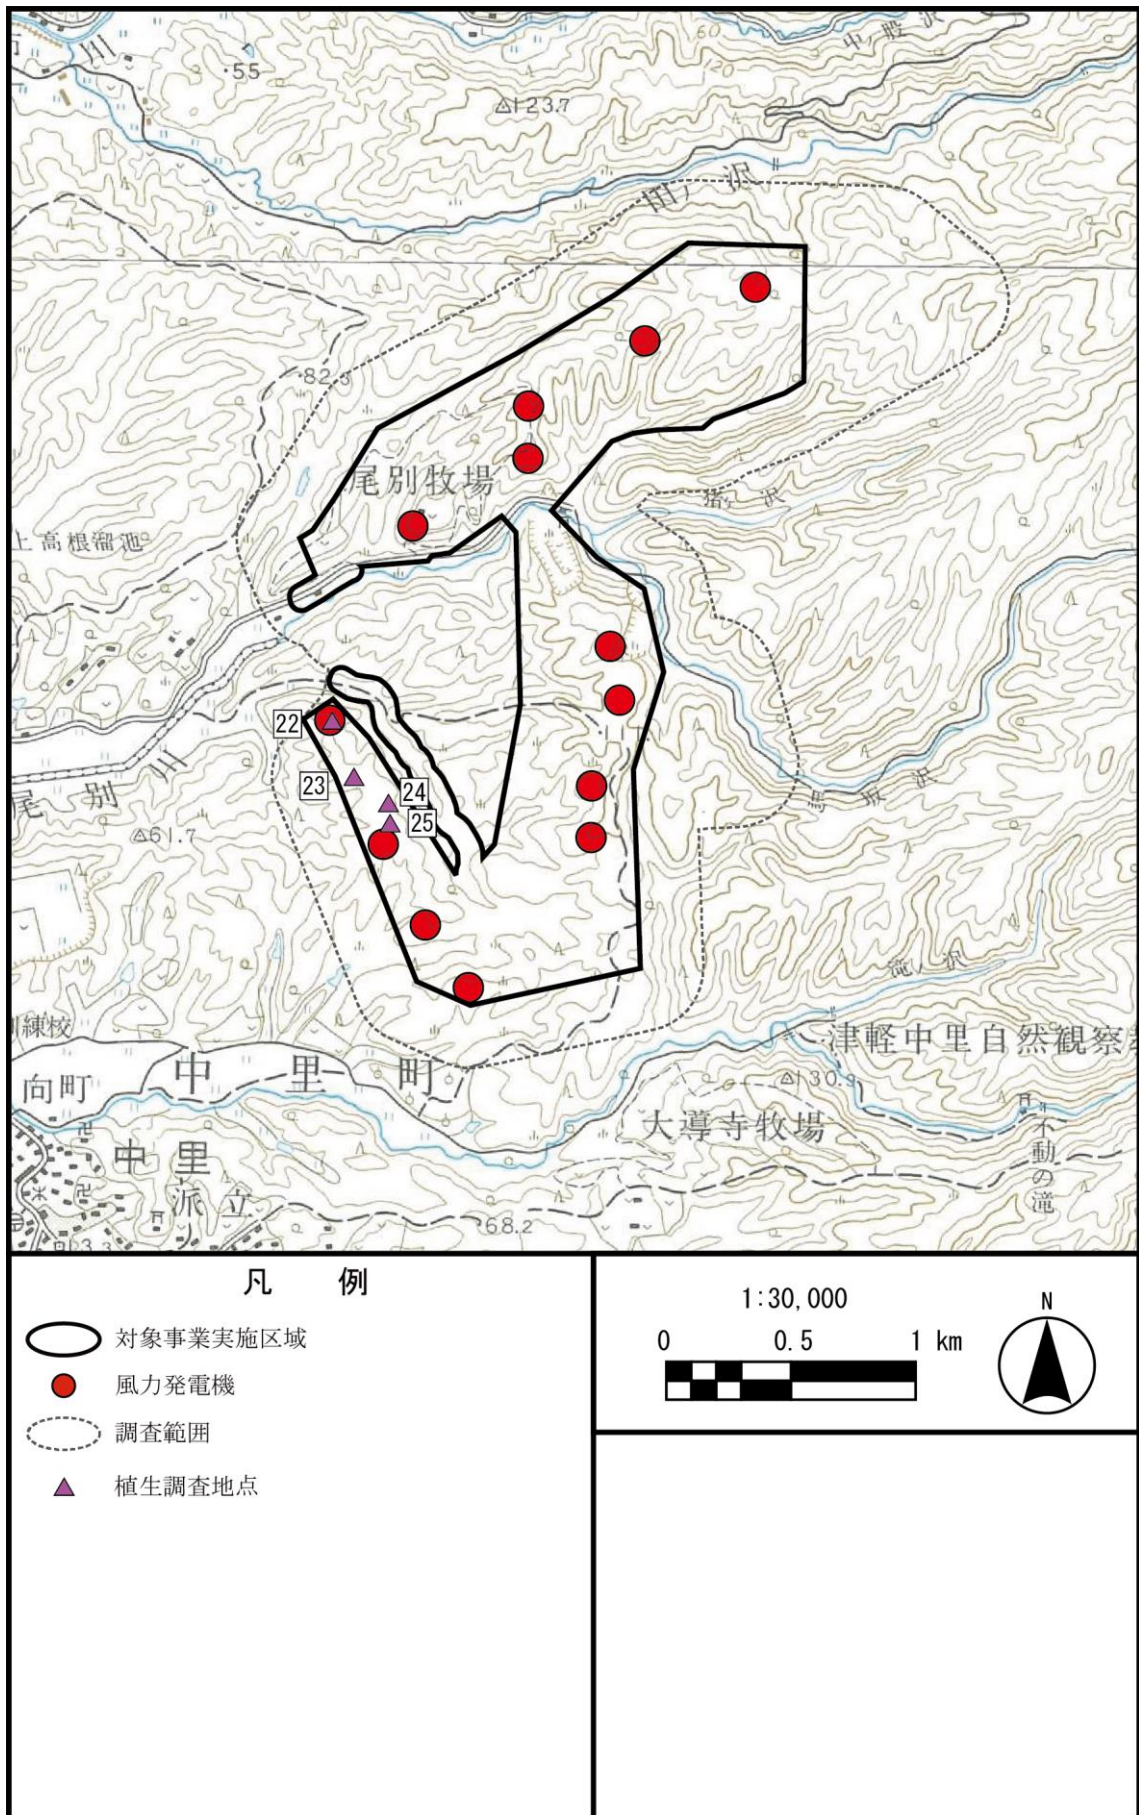 中ノ股沢
川
・55
60
120
△123.7
田ノ沢
・82.3
尾別牧場
上高根溜池
22
23
24
25
尾別川
△61.7
滝ノ沢
訓練校
津軽中里自然観察
向町
中里町
△130.9
大導寺牧場
不動の滝
中里
派立
68.2
凡 例
対象事業実施区域
風力発電機
調査範囲
植生調査地点
1:30,000
0 0.5 1 km
N